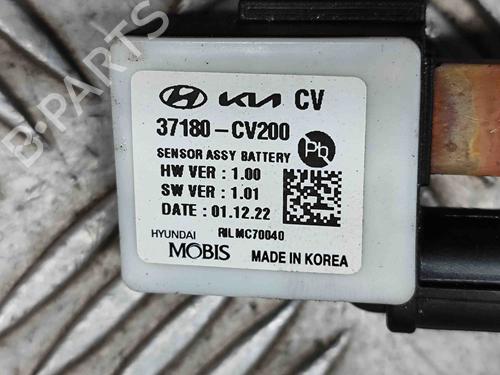 KIA CV
37180-CV200
SENSOR ASSY BATTERY
Pb
HW VER : 1.00
SW VER : 1.01
DATE : 01.12.22
HYUNDAI RILMC70040
MOBIS MADE IN KOREA